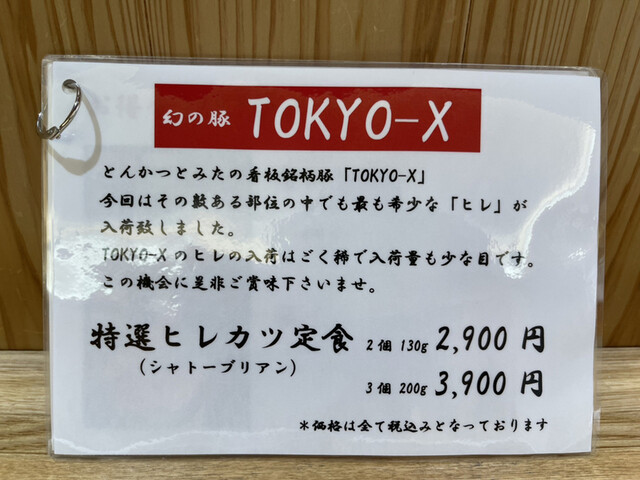 幻の豚 TOKYO-X
とんかつとみたの看板銘柄豚「TOKYO-X」
今回はその数ある部位の中でも最も希少な「ヒレ」が
入荷致しました。
TOKYO-Xのヒレの入荷はごく稀で入荷量も少な目です。
この機会に是非ご賞味下さいませ。
特選ヒレカツ定食 2個 130g 2,900円
(シャトーブリアン)
3個 200g 3,900円
*価格は全て税込みとなっております